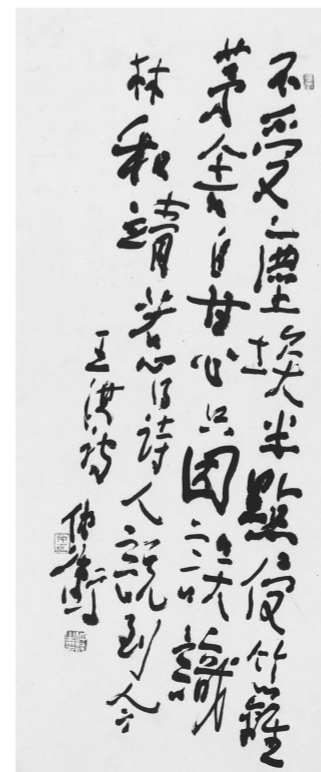 不受塵埃半點侵竹籬
茅舍自甘心只因誤識
林和靖惹得詩人說到今
王淇